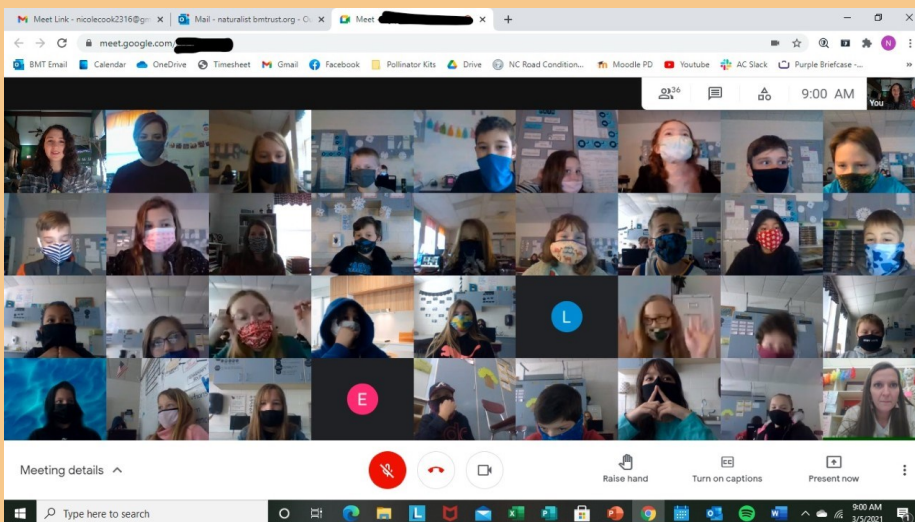 Meet Link - nicolecook2316@gm
Mail - naturalist bmtrust.org - Ou
Meet
meet.google.com
N
BMT Email
Calendar
OneDrive
Timesheet
Gmail
Facebook
Pollinator Kits
Drive
NC Road Condition...
Moodle PD
Youtube
AC Slack
Purple Briefcase -...
36
9:00 AM
You
L
E
Meeting details
Raise hand
CC
Turn on captions
Present now
Type here to search
9:00 AM
3/5/2021